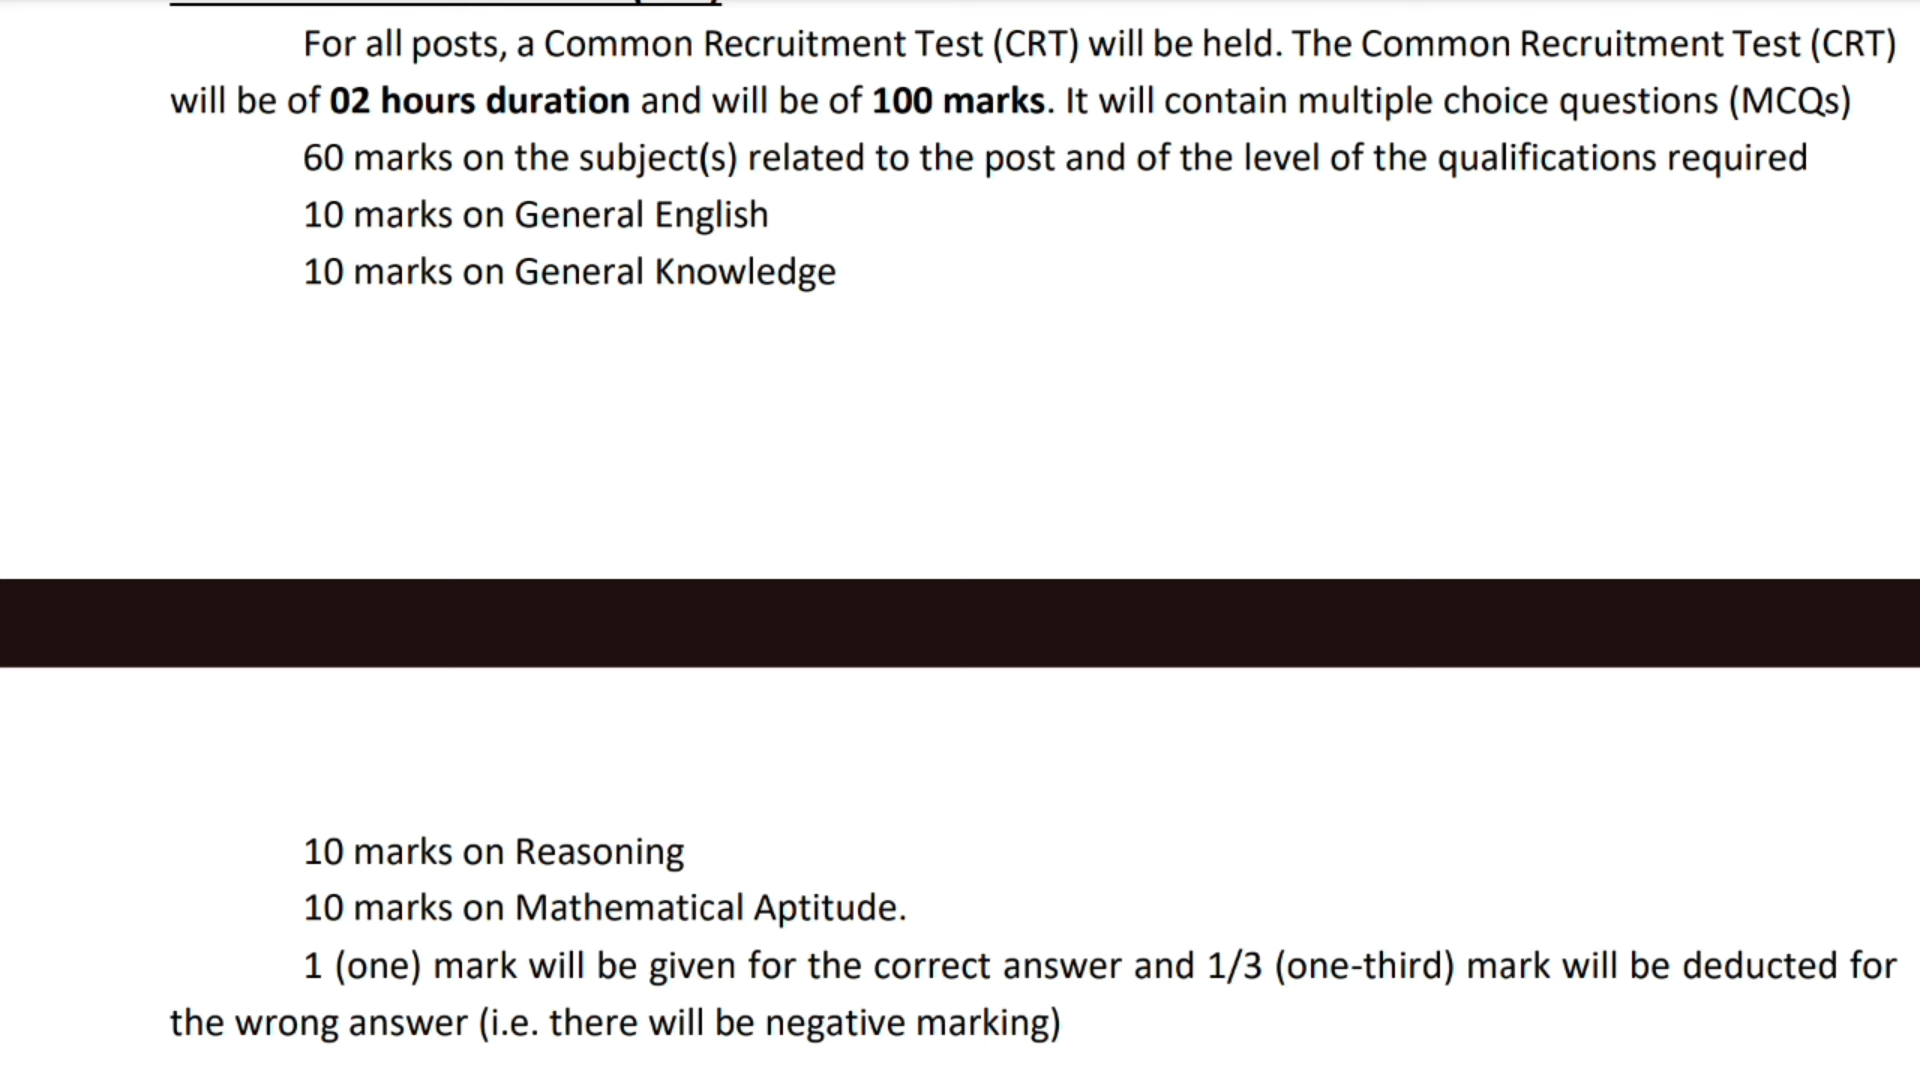 For all posts, a Common Recruitment Test (CRT) will be held. The Common Recruitment Test (CRT)
will be of 02 hours duration and will be of 100 marks. It will contain multiple choice questions (MCQs)
60 marks on the subject(s) related to the post and of the level of the qualifications required
10 marks on General English
10 marks on General Knowledge
10 marks on Reasoning
10 marks on Mathematical Aptitude.
1 (one) mark will be given for the correct answer and 1/3 (one-third) mark will be deducted for
the wrong answer (i.e. there will be negative marking)